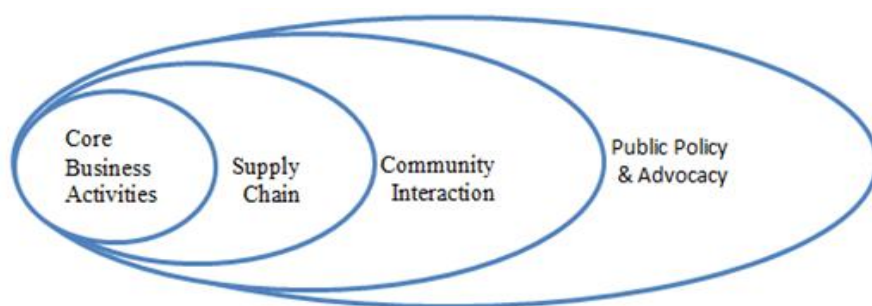 Core
Business
Activities
Supply
Chain
Community
Interaction
Public Policy
& Advocacy